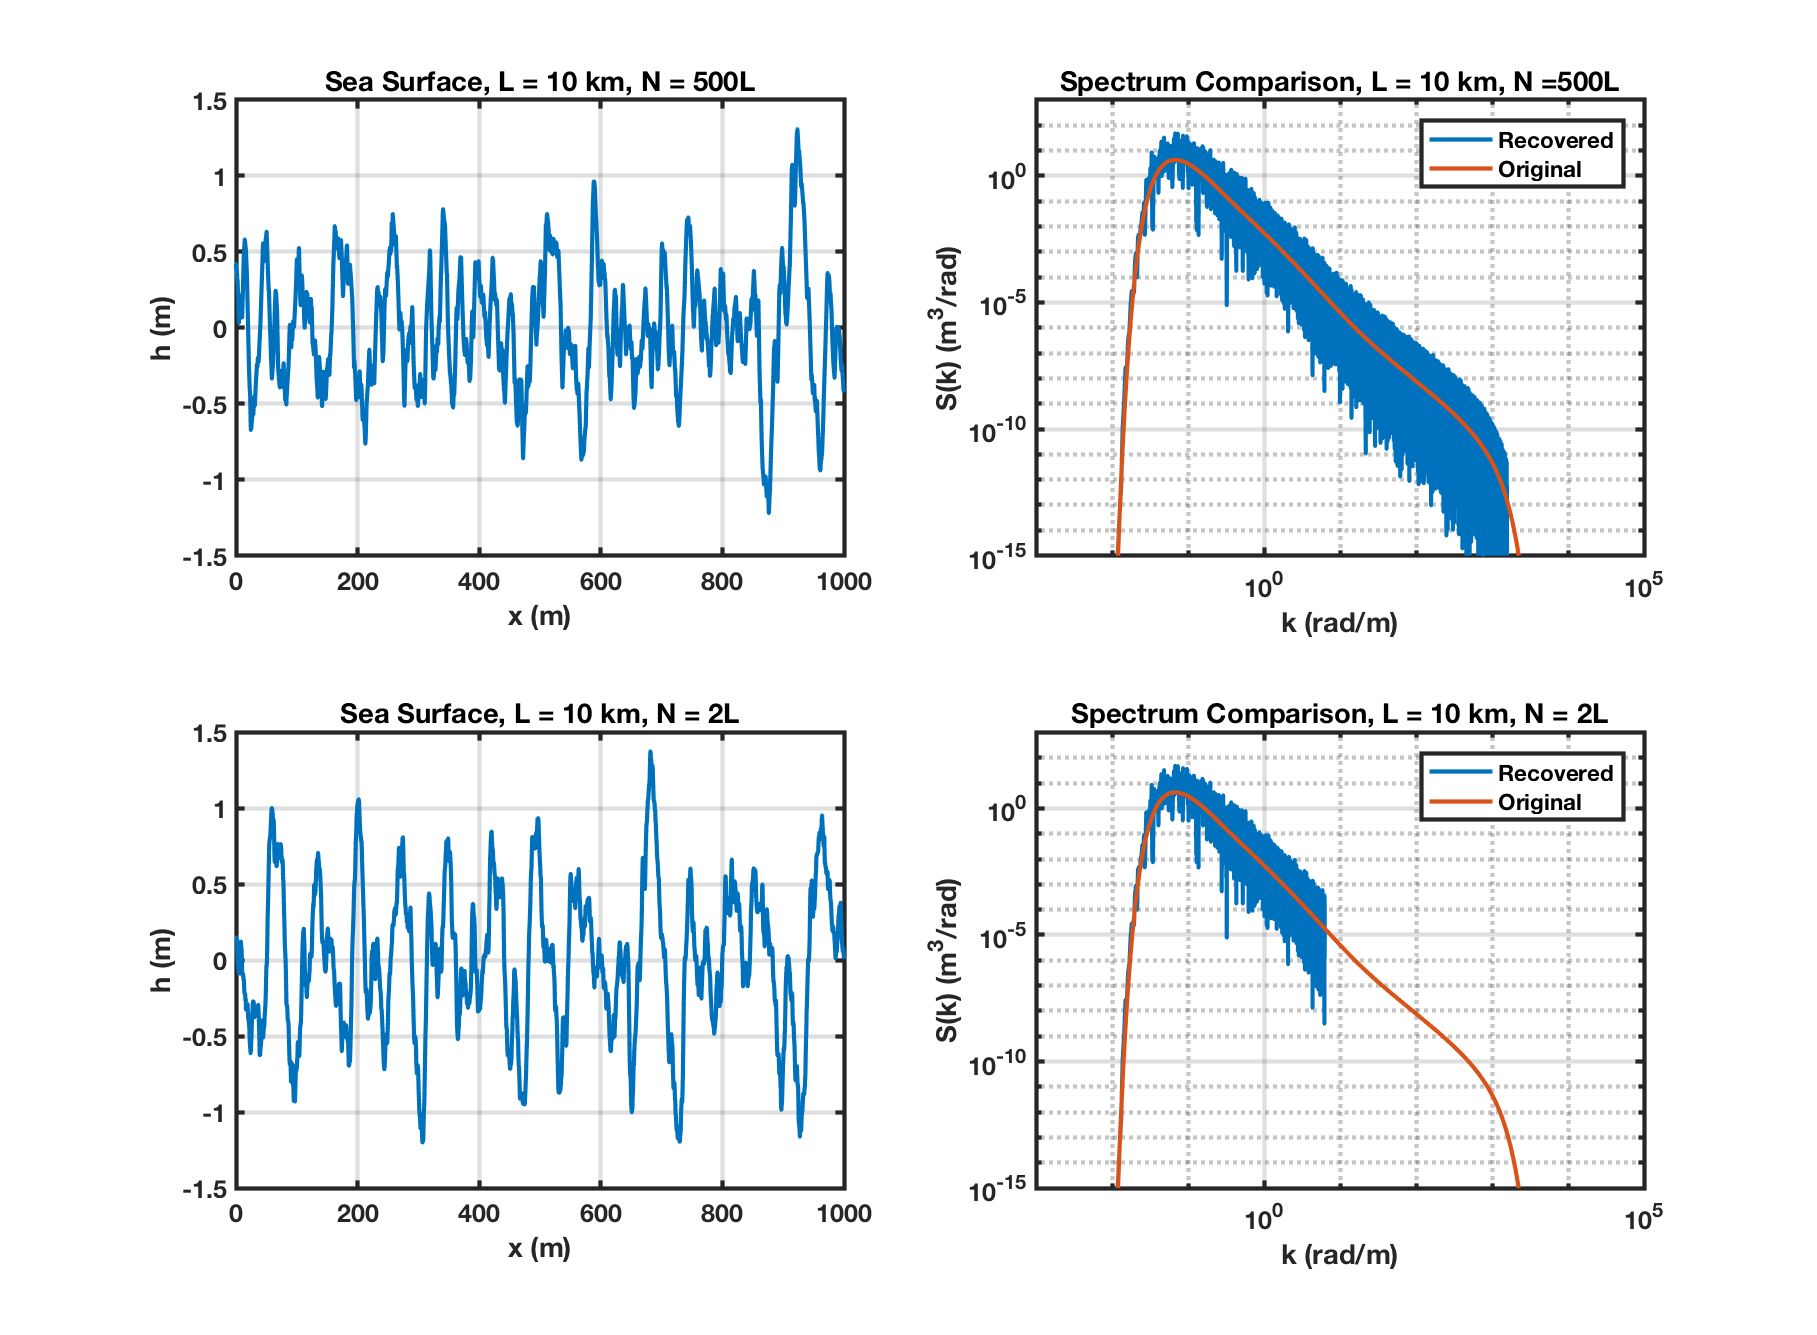 Sea Surface, L = 10 km, N = 500L
1.5
1
0.5
0
-0.5
-1
-1.5
0 200 400 600 800 1000
h (m)
x (m)
Spectrum Comparison, L = 10 km, N =500L
Recovered
Original
10^0
10^-5
10^-10
10^-15
10^0 10^5
S(k) (m^3/rad)
k (rad/m)
Sea Surface, L = 10 km, N = 2L
1.5
1
0.5
0
-0.5
-1
-1.5
0 200 400 600 800 1000
h (m)
x (m)
Spectrum Comparison, L = 10 km, N = 2L
Recovered
Original
10^0
10^-5
10^-10
10^-15
10^0 10^5
S(k) (m^3/rad)
k (rad/m)